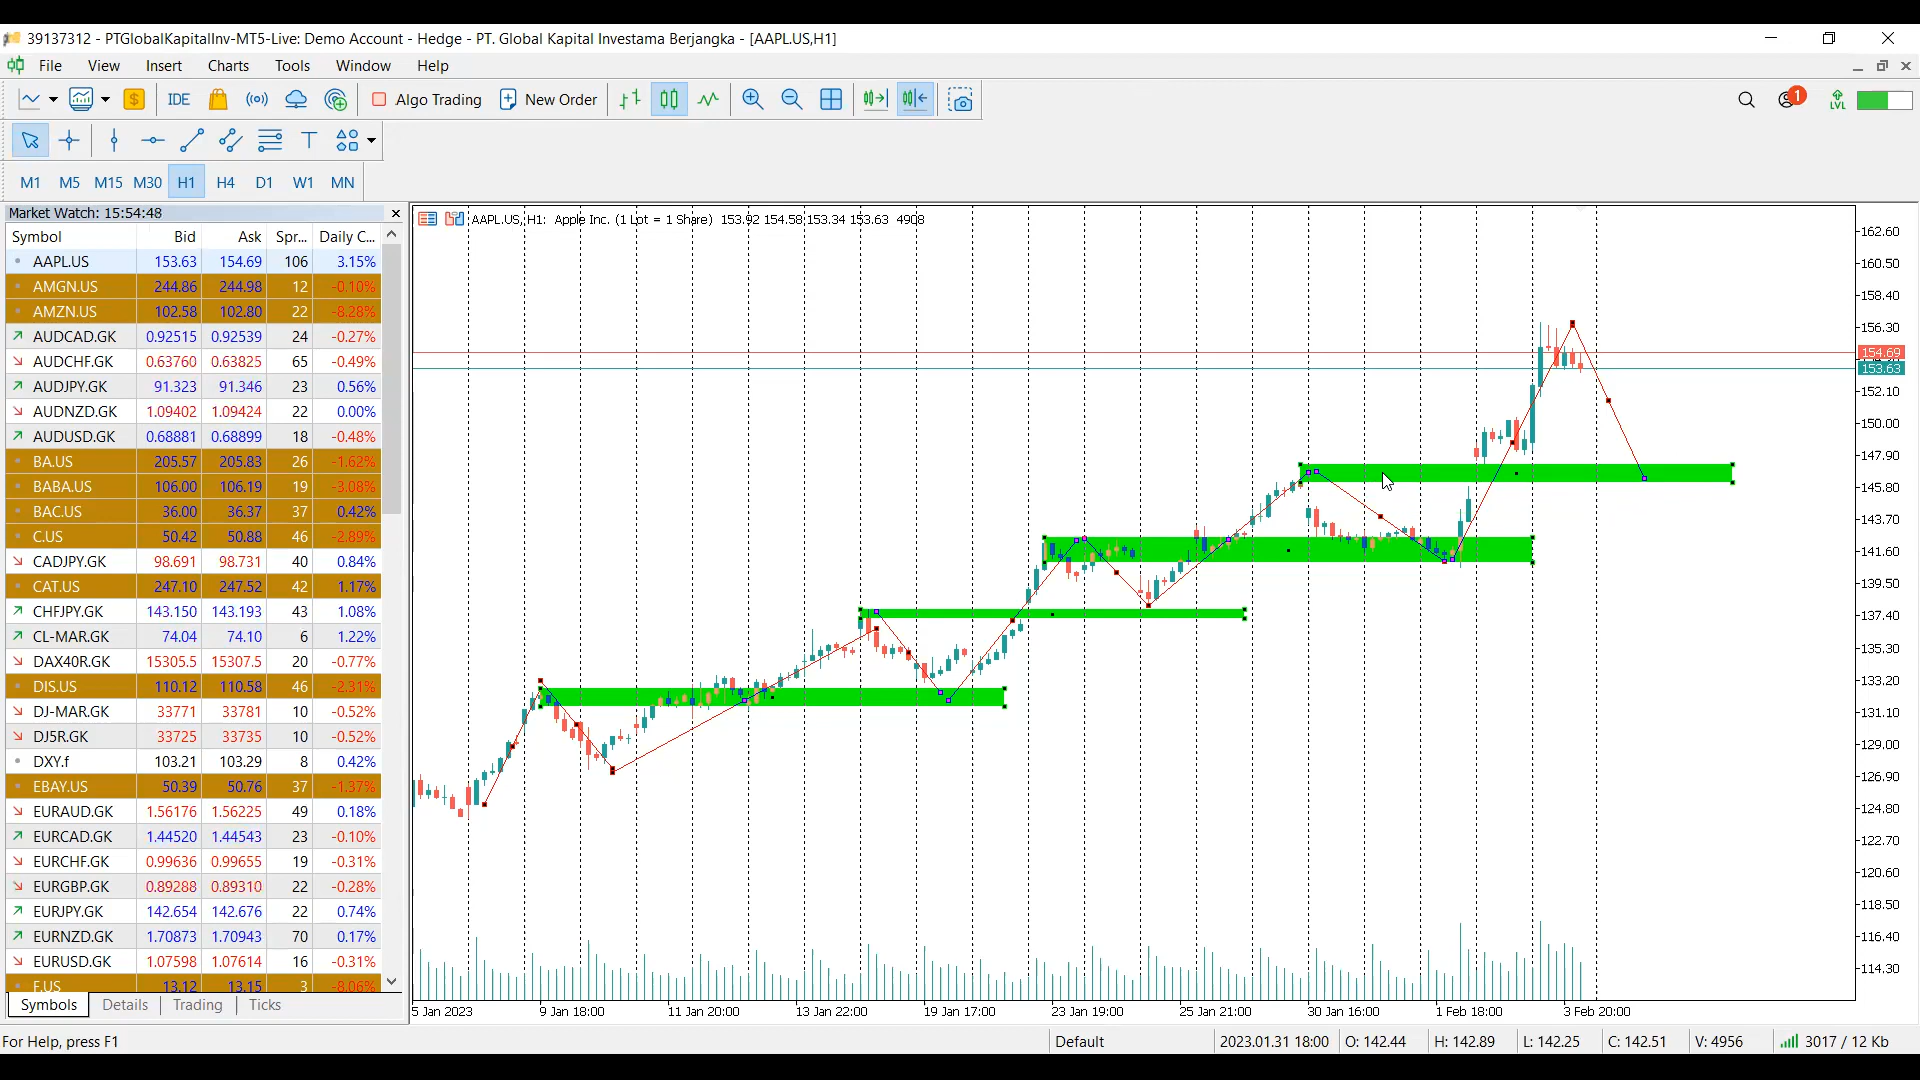 39137312 - PTGlobalKapitalInv-MT5-Live: Demo Account - Hedge - PT. Global Kapital Investama Berjangka - [AAPL.US,H1]
File View Insert Charts Tools Window Help
IDE Algo Trading New Order 1 LVL
M1 M5 M15 M30 H1 H4 D1 W1 MN
Market Watch: 15:54:48
Symbol Bid Ask Spr... Daily C...
AAPL.US 153.63 154.69 106 3.15%
AMGN.US 244.86 244.98 12 -0.10%
AMZN.US 102.58 102.80 22 -8.28%
AUDCAD.GK 0.92515 0.92539 24 -0.27%
AUDCHF.GK 0.63760 0.63825 65 -0.49%
AUDJPY.GK 91.323 91.346 23 0.56%
AUDNZD.GK 1.09402 1.09424 22 0.00%
AUDUSD.GK 0.68881 0.68899 18 -0.48%
BA.US 205.57 205.83 26 -1.62%
BABA.US 106.00 106.19 19 -3.08%
BAC.US 36.00 36.37 37 0.42%
C.US 50.42 50.88 46 -2.89%
CADJPY.GK 98.691 98.731 40 0.84%
CAT.US 247.10 247.52 42 1.17%
CHFJPY.GK 143.150 143.193 43 1.08%
CL-MAR.GK 74.04 74.10 6 1.22%
DAX40R.GK 15305.5 15307.5 20 -0.77%
DIS.US 110.12 110.58 46 -2.31%
DJ-MAR.GK 33771 33781 10 -0.52%
DJ5R.GK 33725 33735 10 -0.52%
DXY.f 103.21 103.29 8 0.42%
EBAY.US 50.39 50.76 37 -1.37%
EURAUD.GK 1.56176 1.56225 49 0.18%
EURCAD.GK 1.44520 1.44543 23 -0.10%
EURCHF.GK 0.99636 0.99655 19 -0.31%
EURGBP.GK 0.89288 0.89310 22 -0.28%
EURJPY.GK 142.654 142.676 22 0.74%
EURNZD.GK 1.70873 1.70943 70 0.17%
EURUSD.GK 1.07598 1.07614 16 -0.31%
F.US 13.12 13.15 3 -8.06%
Symbols Details Trading Ticks
AAPL.US, H1: Apple Inc. (1 Lot = 1 Share) 153.92 154.58 153.34 153.63 4908
162.60
160.50
158.40
156.30
154.69
153.63
152.10
150.00
147.90
145.80
143.70
141.60
139.50
137.40
135.30
133.20
131.10
129.00
126.90
124.80
122.70
120.60
118.50
116.40
114.30
5 Jan 2023 9 Jan 18:00 11 Jan 20:00 13 Jan 22:00 19 Jan 17:00 23 Jan 19:00 25 Jan 21:00 30 Jan 16:00 1 Feb 18:00 3 Feb 20:00
For Help, press F1 Default 2023.01.31 18:00 O: 142.44 H: 142.89 L: 142.25 C: 142.51 V: 4956 3017 / 12 Kb